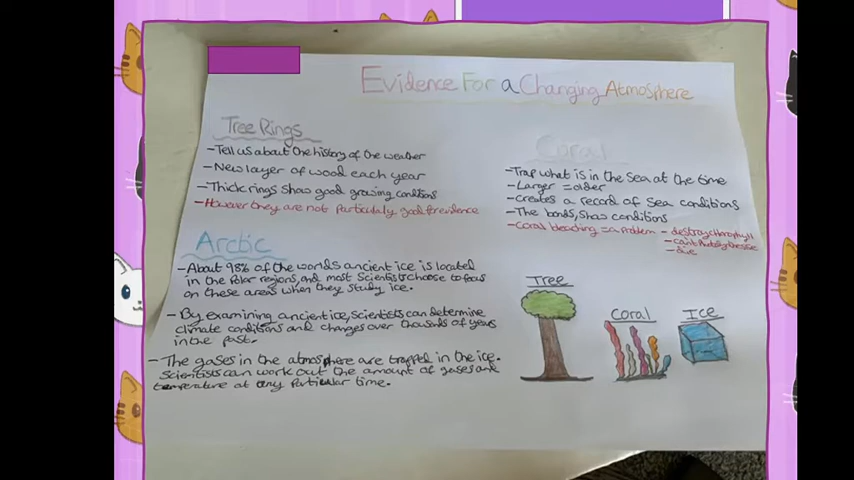 Evidence For a Changing Atmosphere
Tree Rings
- Tell us about the history of the weather
- New layer of wood each year
- Thick rings show good growing conditions
- However they are not particulaly good for evidence
Arctic
- About 98% of the worlds ancient ice is located
in the Polar regions, and most Scientists choose to focus
on these areas when they study ice.
- By examining ancient ice, scientists can determine
climate conditions and changes over thousands of years
in the past.
- The gases in the atmosphere are trapped in the ice.
Scientists can work out the amount of gases and
temperature at any particular time.
Coral
- Trap what is in the sea at the time
- Larger = older
- Creates a record of sea conditions
- The bands, show conditions
- Coral bleaching = a problem - destroy chlorophyll
- can't
- die
Tree
Coral
Ice